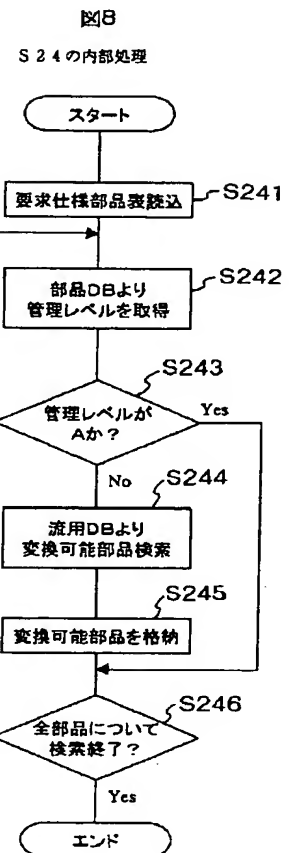 図8
S24の内部処理
スタート
要求仕様部品表読込
S241
部品DBより
管理レベルを取得
S242
S243
管理レベルが
Aか?
Yes
No
S244
流用DBより
変換可能部品検索
S245
変換可能部品を格納
S246
全部品について
検索終了?
Yes
エンド